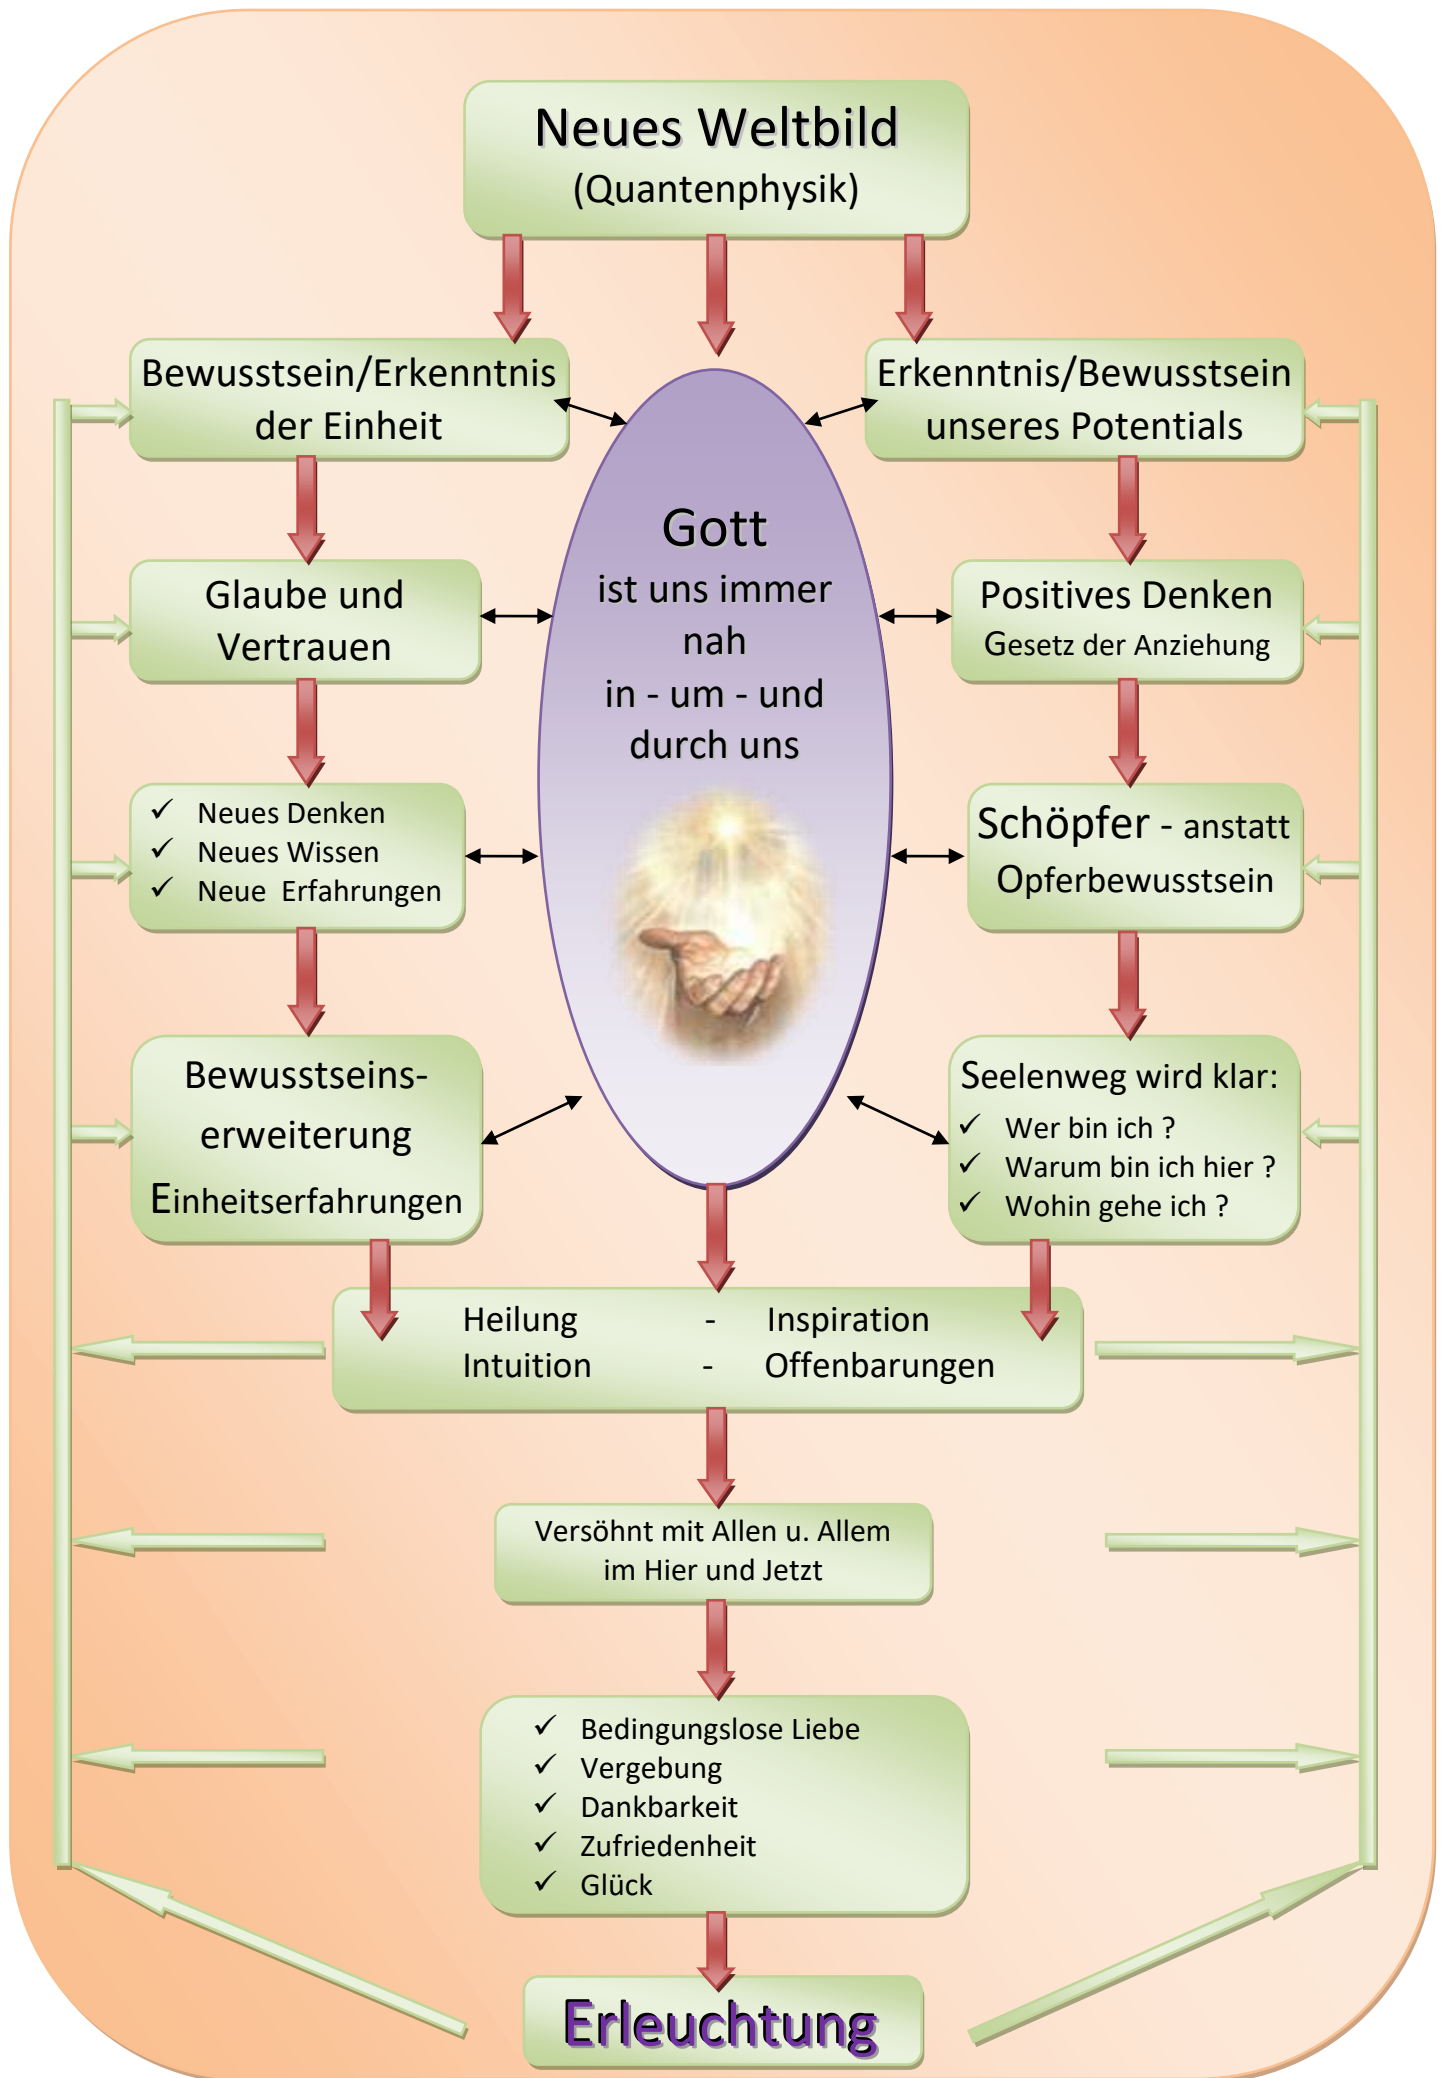 Neues Weltbild
(Quantenphysik)
Bewusstsein/Erkenntnis
der Einheit
Erkenntnis/Bewusstsein
unseres Potentials
Gott
ist uns immer
nah
in - um - und
durch uns
Glaube und
Vertrauen
Positives Denken
Gesetz der Anziehung
✓ Neues Denken
✓ Neues Wissen
✓ Neue  Erfahrungen
Schöpfer - anstatt
Opferbewusstsein
Bewusstseins-
erweiterung
Einheitserfahrungen
Seelenweg wird klar:
✓ Wer bin ich ?
✓ Warum bin ich hier ?
✓ Wohin gehe ich ?
Heilung - Inspiration
Intuition - Offenbarungen
Versöhnt mit Allen u. Allem
im Hier und Jetzt
✓ Bedingungslose Liebe
✓ Vergebung
✓ Dankbarkeit
✓ Zufriedenheit
✓ Glück
Erleuchtung